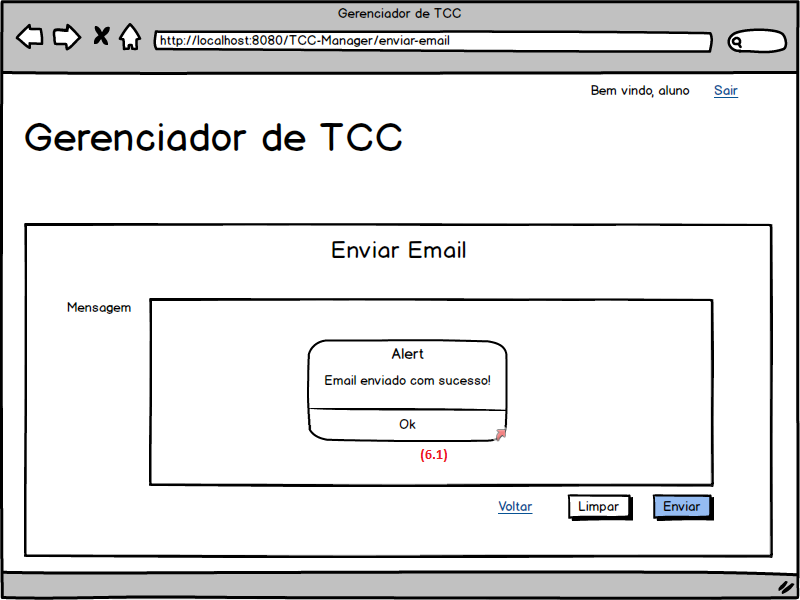 Gerenciador de TCC
http://localhost:8080/TCC-Manager/enviar-email
Bem vindo, aluno Sair
Gerenciador de TCC
Enviar Email
Mensagem
Alert
Email enviado com sucesso!
Ok
(6.1)
Voltar Limpar Enviar